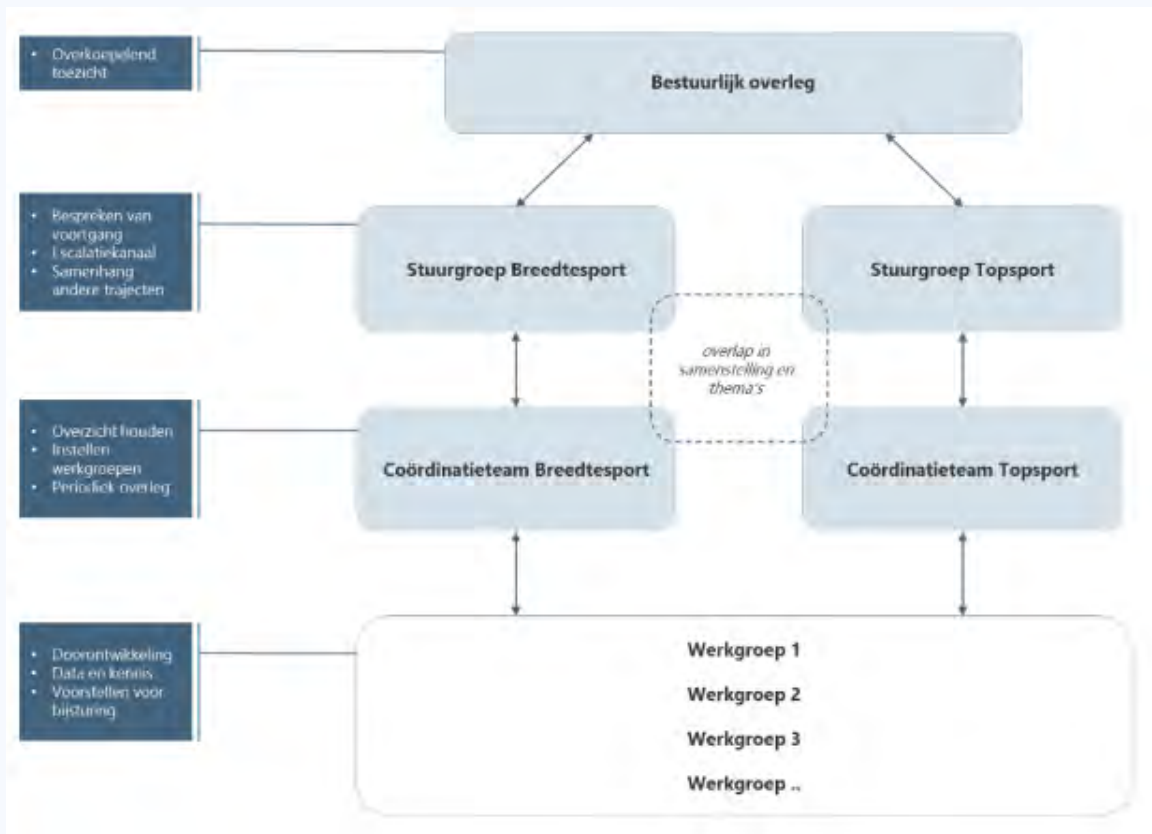 • Overkoepelend
toezicht
Bestuurlijk overleg
• Bespreken van
voortgang
• Escalatiekanaal
• Samenhang
andere trajecten
Stuurgroep Breedtesport
Stuurgroep Topsport
overlap in
samenstelling en
thema's
• Overzicht houden
• Instellen
werkgroepen
• Periodiek overleg
Coördinatieteam Breedtesport
Coördinatieteam Topsport
• Doorontwikkeling
• Data en kennis
• Voorstellen voor
bijsturing
Werkgroep 1
Werkgroep 2
Werkgroep 3
Werkgroep ..